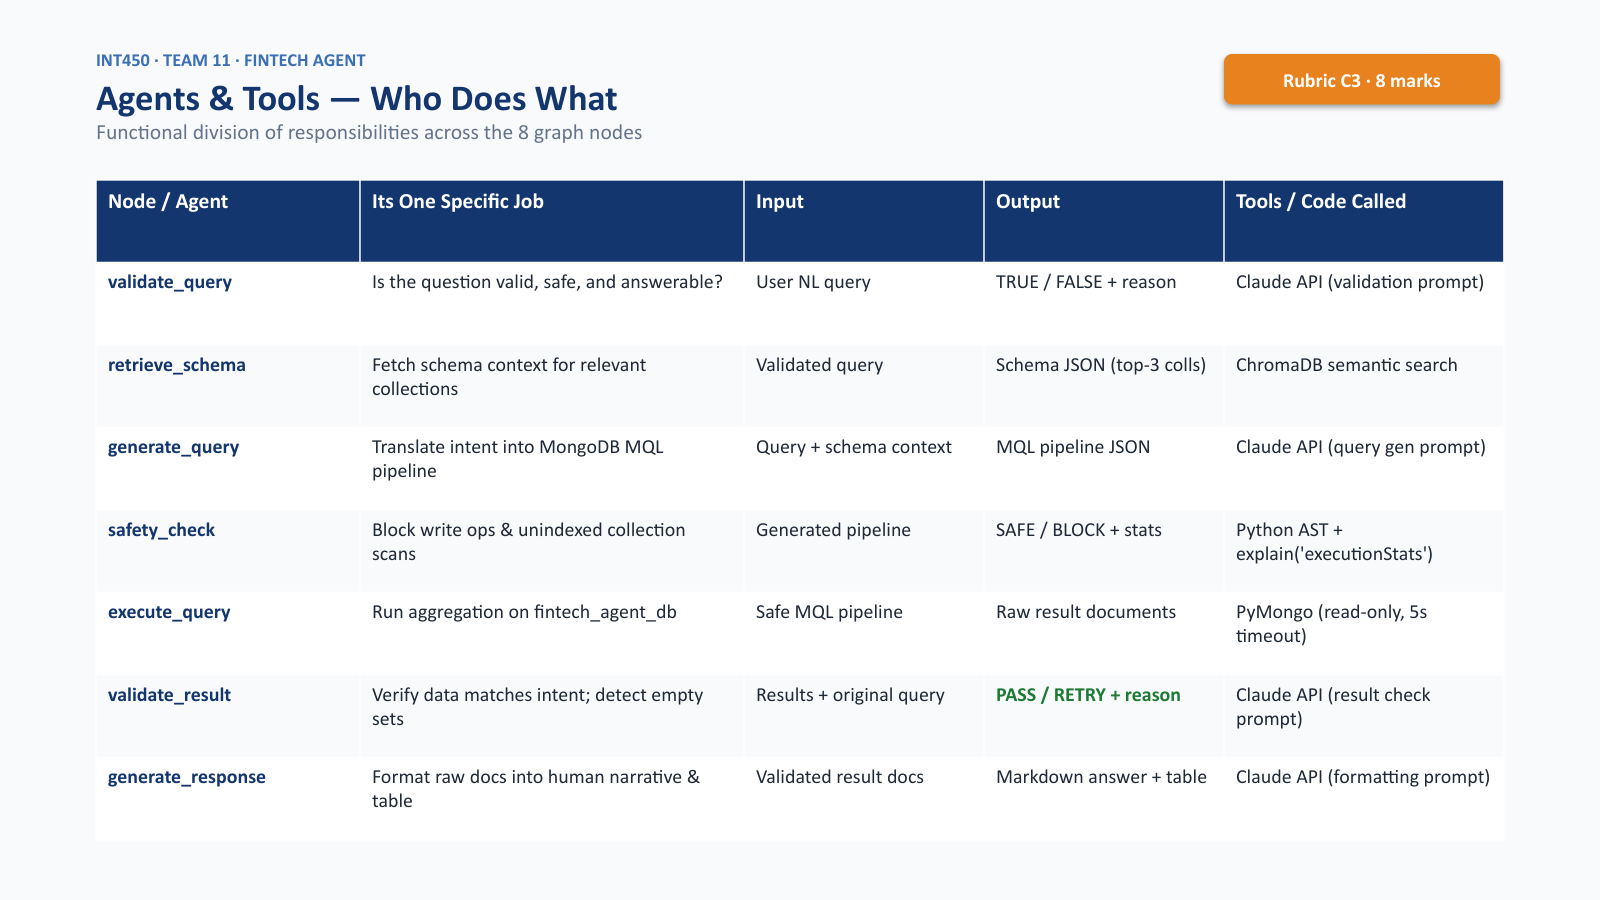 INT450 · TEAM 11 · FINTECH AGENT
Agents & Tools — Who Does What
Functional division of responsibilities across the 8 graph nodes
Rubric C3 · 8 marks
Node / Agent
Its One Specific Job
Input
Output
Tools / Code Called
validate_query
Is the question valid, safe, and answerable?
User NL query
TRUE / FALSE + reason
Claude API (validation prompt)
retrieve_schema
Fetch schema context for relevant
collections
Validated query
Schema JSON (top-3 colls)
ChromaDB semantic search
generate_query
Translate intent into MongoDB MQL
pipeline
Query + schema context
MQL pipeline JSON
Claude API (query gen prompt)
safety_check
Block write ops & unindexed collection
scans
Generated pipeline
SAFE / BLOCK + stats
Python AST +
explain('executionStats')
execute_query
Run aggregation on fintech_agent_db
Safe MQL pipeline
Raw result documents
PyMongo (read-only, 5s
timeout)
validate_result
Verify data matches intent; detect empty
sets
Results + original query
PASS / RETRY + reason
Claude API (result check
prompt)
generate_response
Format raw docs into human narrative &
table
Validated result docs
Markdown answer + table
Claude API (formatting prompt)